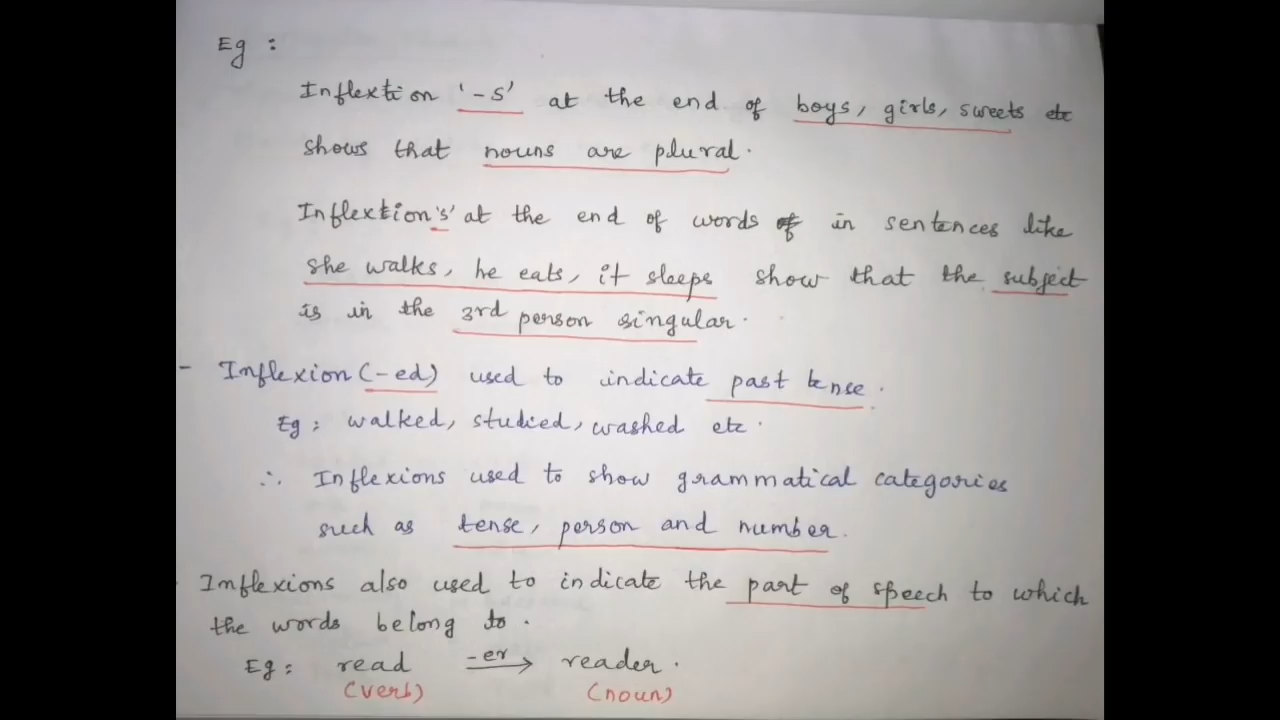 Eg :
Inflextion '-s' at the end of boys, girls, sweets etc
shows that nouns are plural.
Inflextion 's' at the end of words of in sentences like
she walks, he eats, it sleeps show that the subject
is in the 3rd person singular.
- Inflexion (-ed) used to indicate past tense.
Eg : walked, studied, washed etc.
∴ Inflexions used to show grammatical categories
such as tense, person and number.
- Inflexions also used to indicate the part of speech to which
the words belong to.
Eg : read -er → reader.
(verb) (noun)